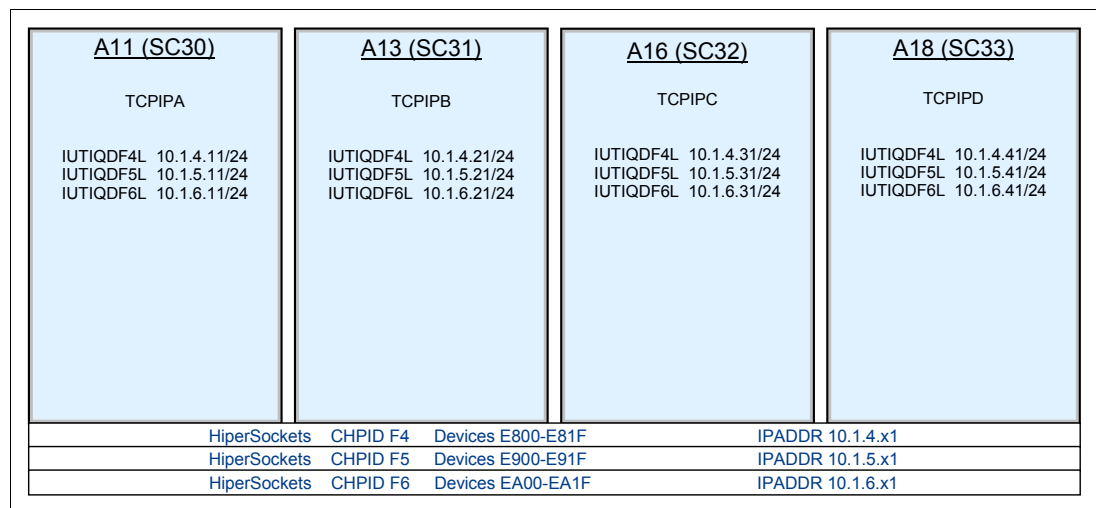 A11 (SC30)
TCPIPA
IUTIQDF4L 10.1.4.11/24
IUTIQDF5L 10.1.5.11/24
IUTIQDF6L 10.1.6.11/24
A13 (SC31)
TCPIPB
IUTIQDF4L 10.1.4.21/24
IUTIQDF5L 10.1.5.21/24
IUTIQDF6L 10.1.6.21/24
A16 (SC32)
TCPIPC
IUTIQDF4L 10.1.4.31/24
IUTIQDF5L 10.1.5.31/24
IUTIQDF6L 10.1.6.31/24
A18 (SC33)
TCPIPD
IUTIQDF4L 10.1.4.41/24
IUTIQDF5L 10.1.5.41/24
IUTIQDF6L 10.1.6.41/24
HiperSockets CHPID F4 Devices E800-E81F IPADDR 10.1.4.x1
HiperSockets CHPID F5 Devices E900-E91F IPADDR 10.1.5.x1
HiperSockets CHPID F6 Devices EA00-EA1F IPADDR 10.1.6.x1